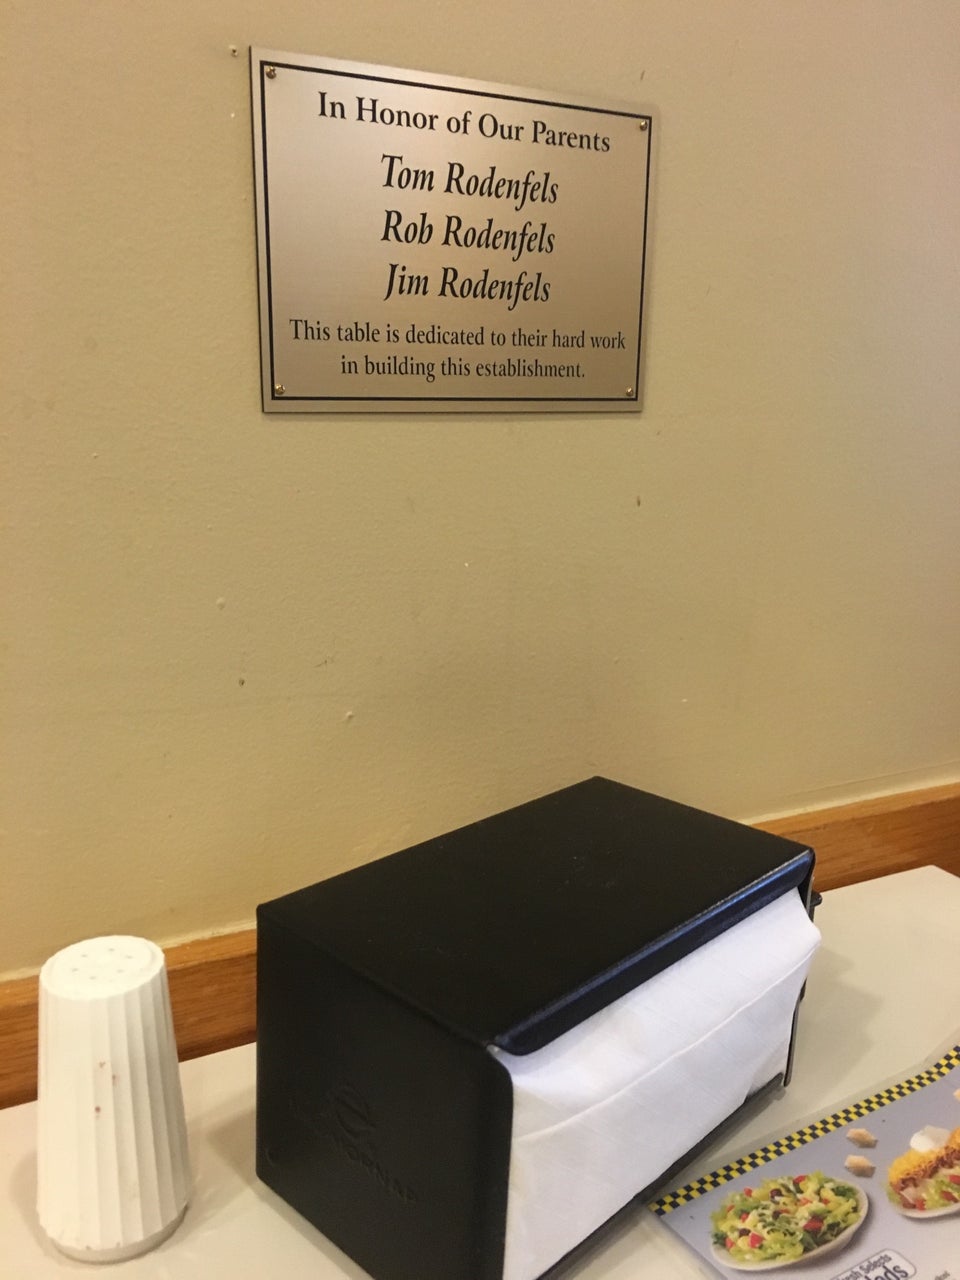 In Honor of Our Parents
Tom Rodenfels
Rob Rodenfels
Jim Rodenfels
This table is dedicated to their hard work
in building this establishment.